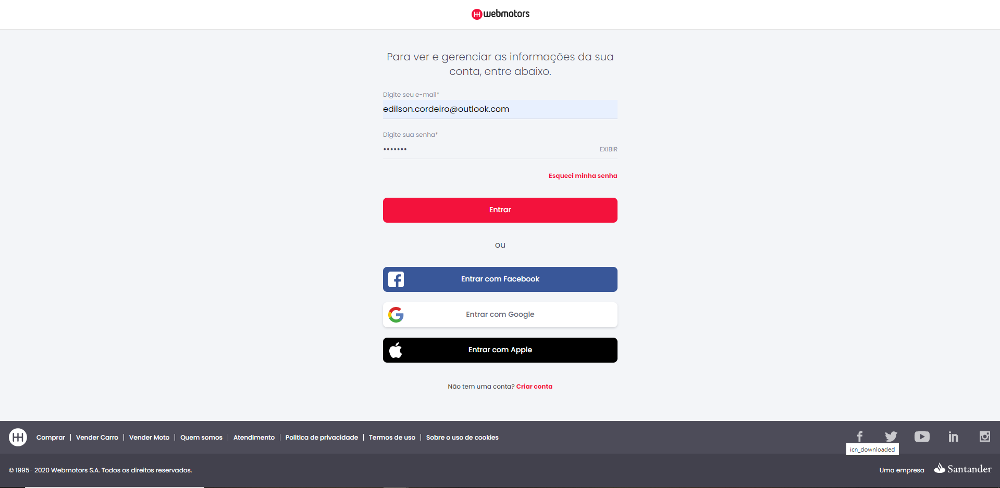 webmotors
Para ver e gerenciar as informações da sua
conta, entre abaixo.
Digite seu e-mail*
edilson.cordeiro@outlook.com
Digite sua senha*
•••••••
EXIBIR
Esqueci minha senha
Entrar
ou
Entrar com Facebook
Entrar com Google
Entrar com Apple
Não tem uma conta? Criar conta
Comprar | Vender Carro | Vender Moto | Quem somos | Atendimento | Politica de privacidade | Termos de uso | Sobre o uso de cookies
icn_downloaded
© 1995- 2020 Webmotors S.A. Todos os direitos reservados.
Uma empresa Santander